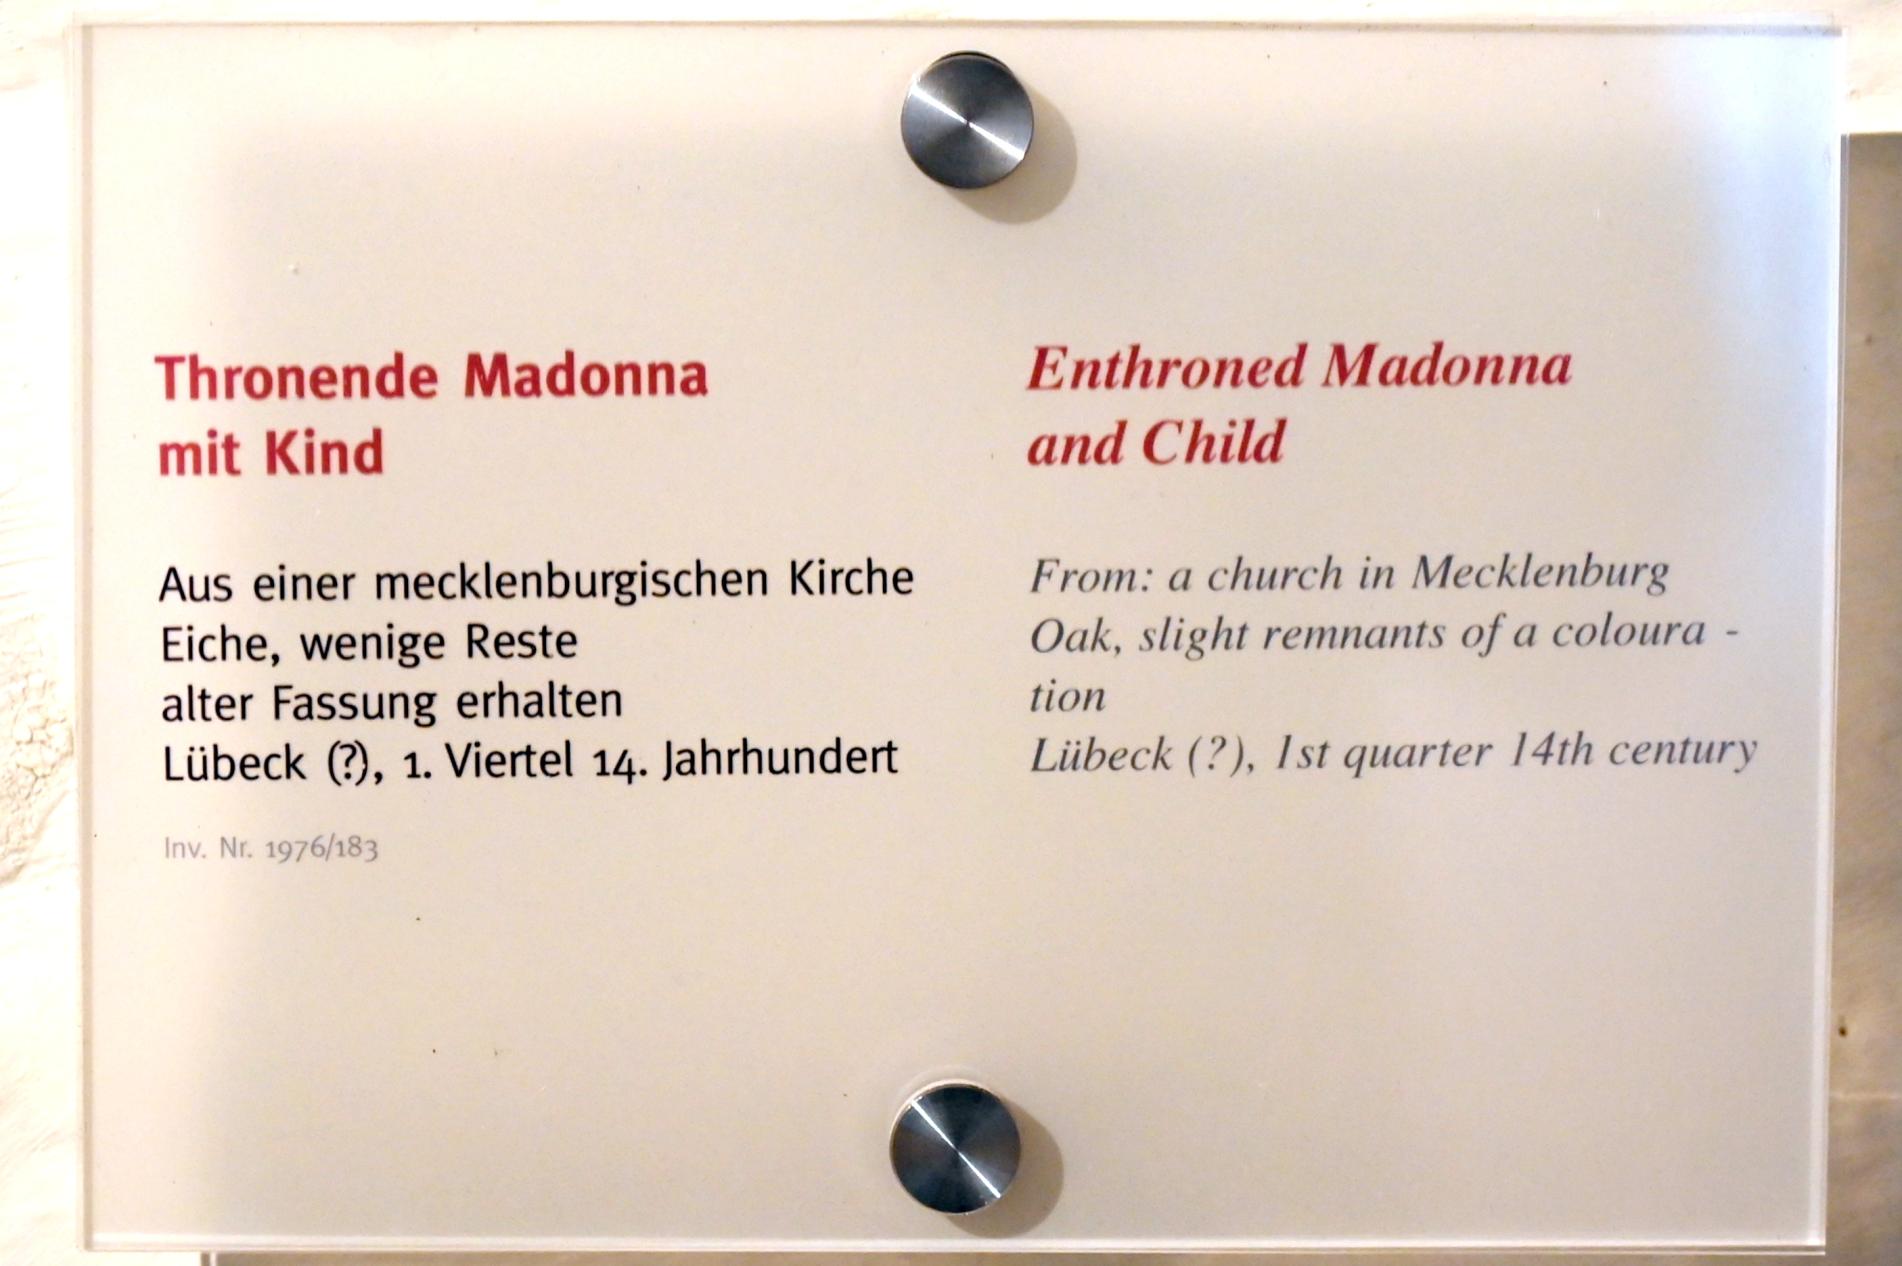 Thronende Madonna
mit Kind
Aus einer mecklenburgischen Kirche
Eiche, wenige Reste
alter Fassung erhalten
Lübeck (?), 1. Viertel 14. Jahrhundert
Inv. Nr. 1976/183
Enthroned Madonna
and Child
From: a church in Mecklenburg
Oak, slight remnants of a coloura -
tion
Lübeck (?), 1st quarter 14th century